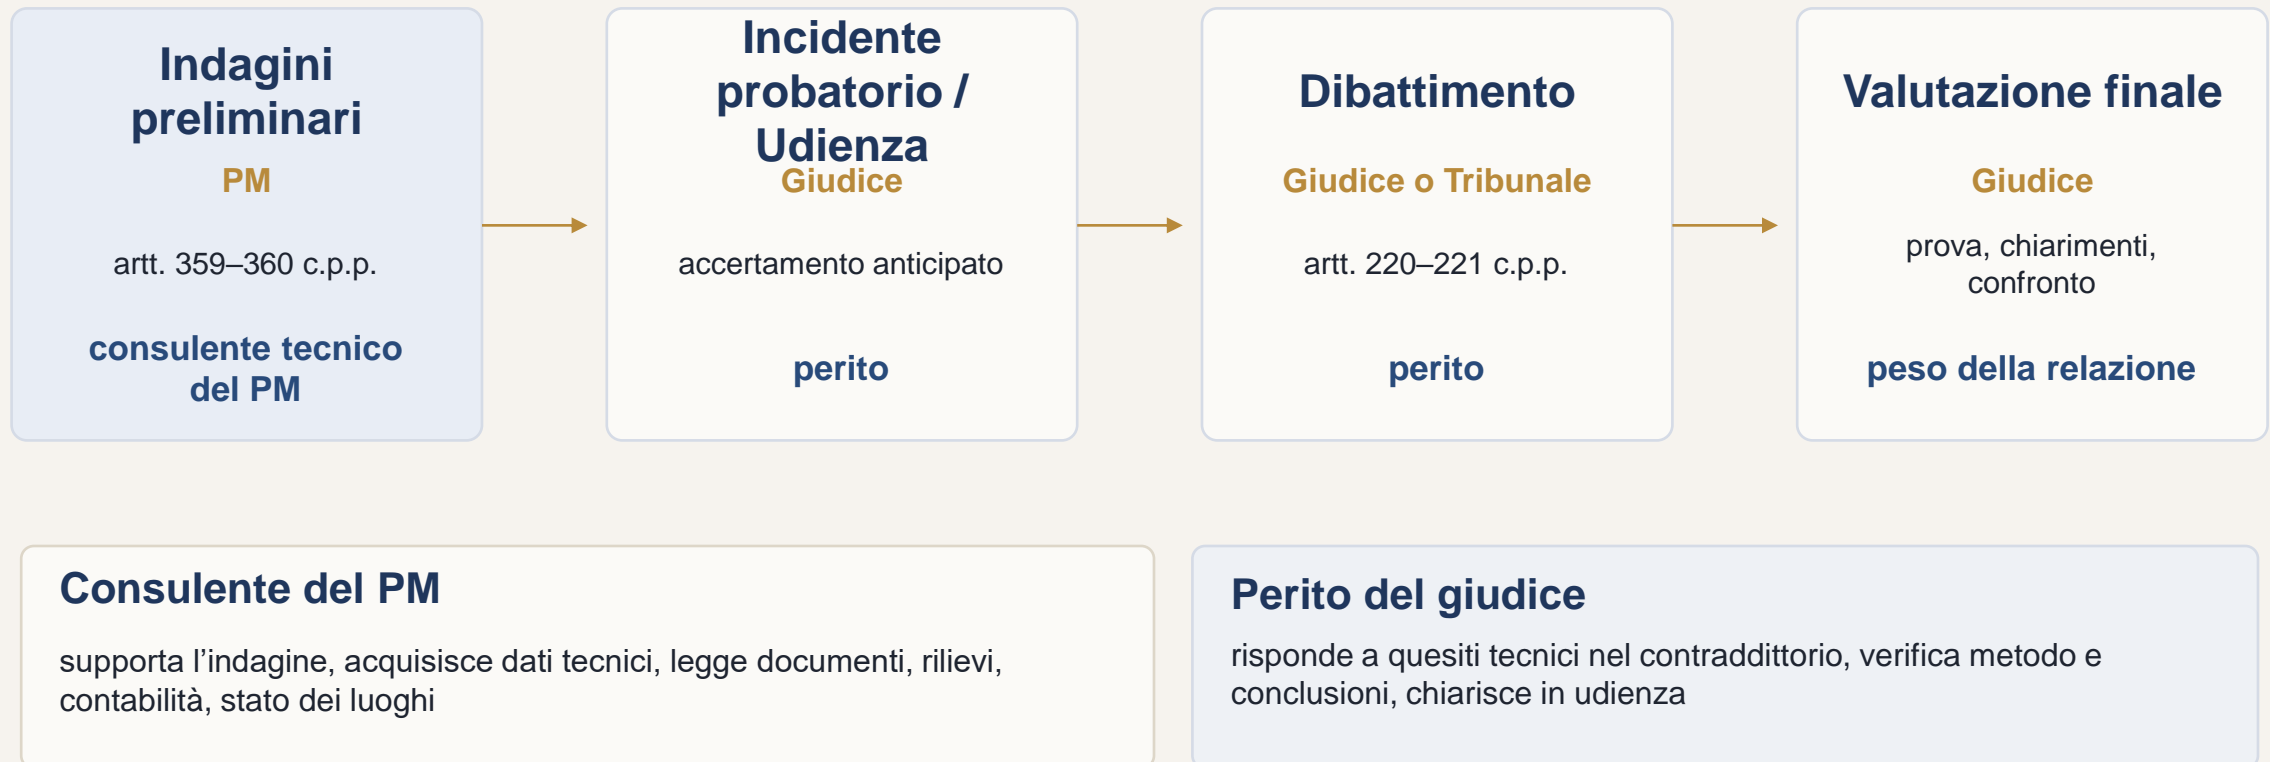 Indagini
preliminari
PM
artt. 359–360 c.p.p.
consulente tecnico
del PM
Incidente
probatorio /
Udienza
Giudice
accertamento anticipato
perito
Dibattimento
Giudice o Tribunale
artt. 220–221 c.p.p.
perito
Valutazione finale
Giudice
prova, chiarimenti,
confronto
peso della relazione
Consulente del PM
supporta l’indagine, acquisisce dati tecnici, legge documenti, rilievi,
contabilità, stato dei luoghi
Perito del giudice
risponde a quesiti tecnici nel contraddittorio, verifica metodo e
conclusioni, chiarisce in udienza